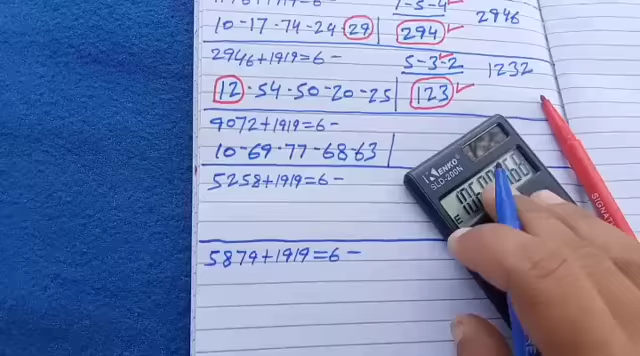 1-5-4
10-17-74-24-29 294 2946
2946+1919=6-
5-3-2 1232
12-54-50-20-25 123
9072+1919=6-
10-69-77-68-63
KENKO
SLD-200N
5258+1919=6-
5879+1919=6-